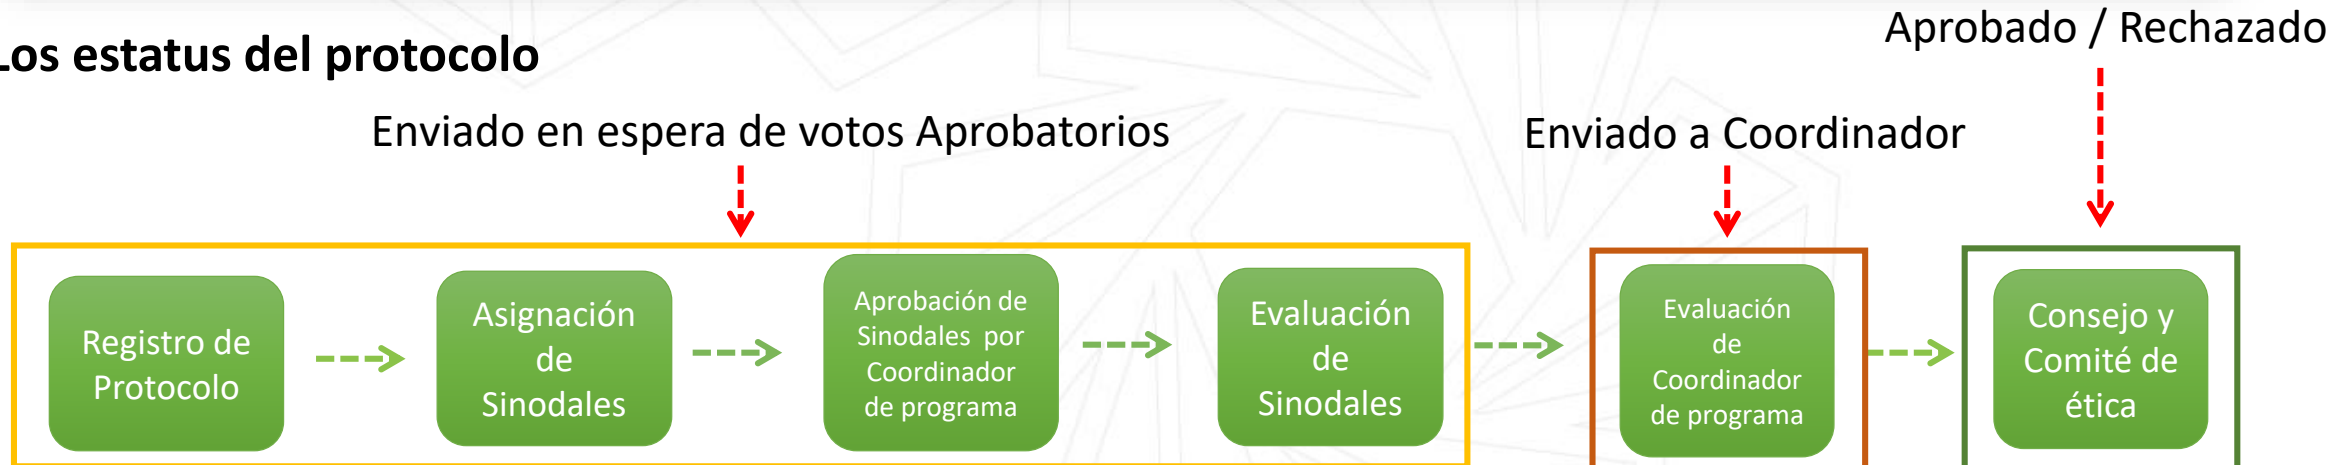 Aprobado / Rechazado
Los estatus del protocolo
Enviado en espera de votos Aprobatorios
Enviado a Coordinador
Registro de
Protocolo
Asignación
de
Sinodales
Aprobación de
Sinodales por
Coordinador
de programa
Evaluación
de
Sinodales
Evaluación
de
Coordinador
de programa
Consejo y
Comité de
ética